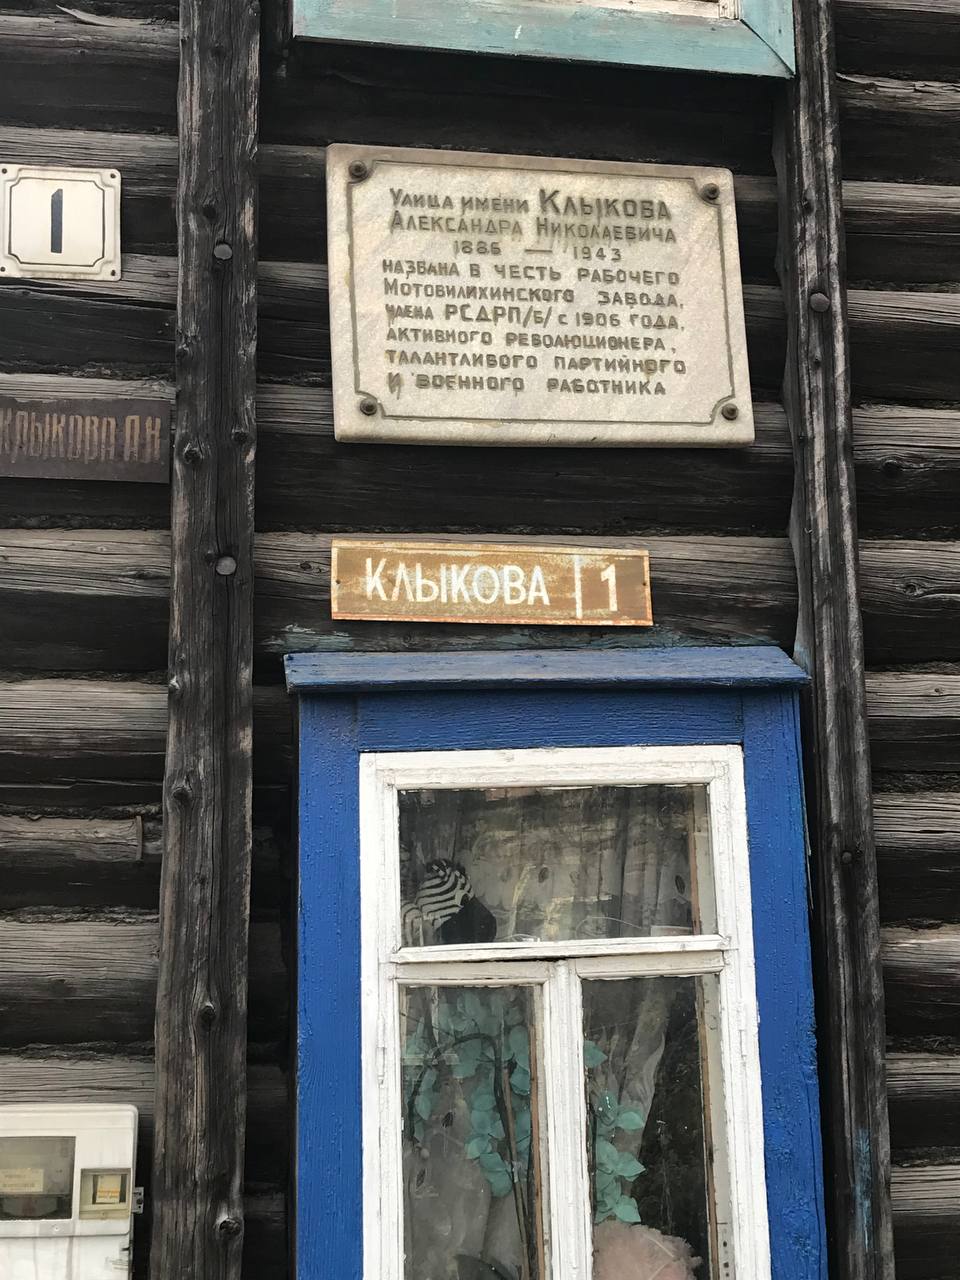 1
Улица имени Клыкова
Александра Николаевича
1886 — 1943
названа в честь рабочего
Мотовилихинского завода,
члена РСДРП/б/ с 1906 года,
активного революционера,
талантливого партийного
и военного работника
Клыкова А Н
Клыкова 1